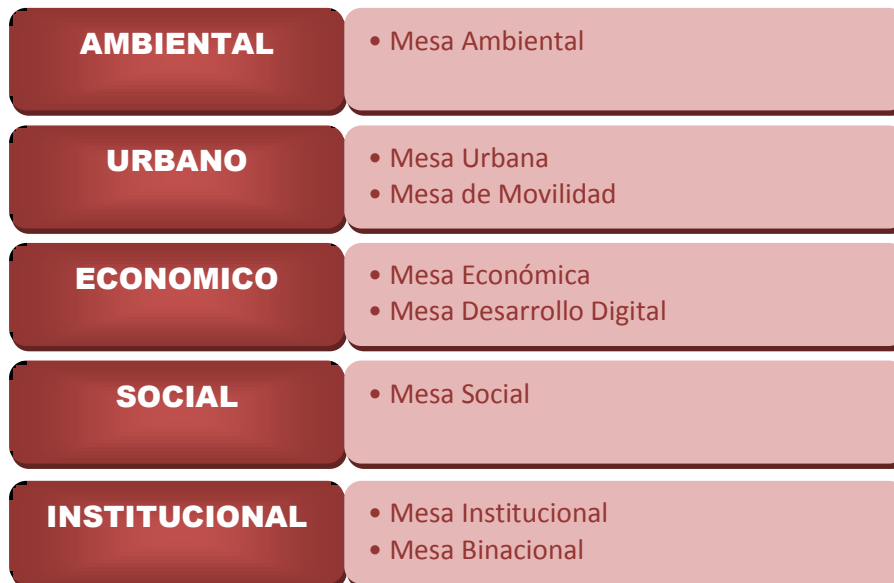 AMBIENTAL
• Mesa Ambiental
URBANO
• Mesa Urbana
• Mesa de Movilidad
ECONOMICO
• Mesa Económica
• Mesa Desarrollo Digital
SOCIAL
• Mesa Social
INSTITUCIONAL
• Mesa Institucional
• Mesa Binacional